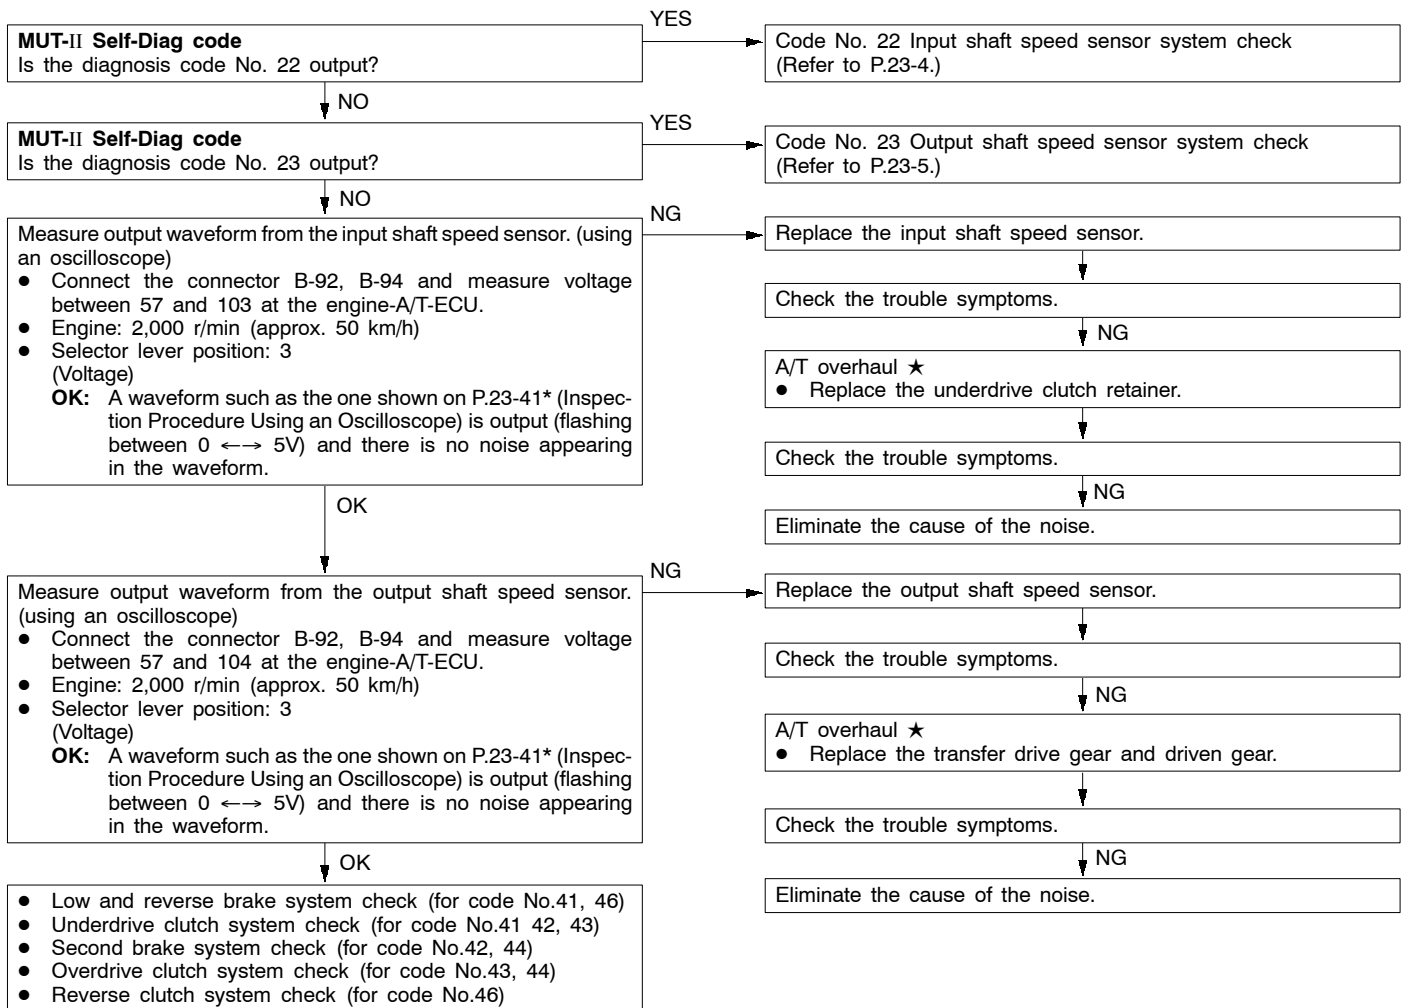 YES
MUT-II Self-Diag code
Is the diagnosis code No. 22 output?
Code No. 22 Input shaft speed sensor system check
(Refer to P.23-4.)
NO
YES
MUT-II Self-Diag code
Is the diagnosis code No. 23 output?
Code No. 23 Output shaft speed sensor system check
(Refer to P.23-5.)
NO
NG
Measure output waveform from the input shaft speed sensor. (using
an oscilloscope)
● Connect the connector B-92, B-94 and measure voltage
between 57 and 103 at the engine-A/T-ECU.
● Engine: 2,000 r/min (approx. 50 km/h)
● Selector lever position: 3
(Voltage)
OK: A waveform such as the one shown on P.23-41* (Inspec-
tion Procedure Using an Oscilloscope) is output (flashing
between 0 ←→ 5V) and there is no noise appearing
in the waveform.
Replace the input shaft speed sensor.
Check the trouble symptoms.
NG
A/T overhaul ★
● Replace the underdrive clutch retainer.
Check the trouble symptoms.
NG
Eliminate the cause of the noise.
OK
NG
Measure output waveform from the output shaft speed sensor.
(using an oscilloscope)
● Connect the connector B-92, B-94 and measure voltage
between 57 and 104 at the engine-A/T-ECU.
● Engine: 2,000 r/min (approx. 50 km/h)
● Selector lever position: 3
(Voltage)
OK: A waveform such as the one shown on P.23-41* (Inspec-
tion Procedure Using an Oscilloscope) is output (flashing
between 0 ←→ 5V) and there is no noise appearing
in the waveform.
Replace the output shaft speed sensor.
Check the trouble symptoms.
NG
A/T overhaul ★
● Replace the transfer drive gear and driven gear.
Check the trouble symptoms.
NG
Eliminate the cause of the noise.
OK
● Low and reverse brake system check (for code No.41, 46)
● Underdrive clutch system check (for code No.41 42, 43)
● Second brake system check (for code No.42, 44)
● Overdrive clutch system check (for code No.43, 44)
● Reverse clutch system check (for code No.46)